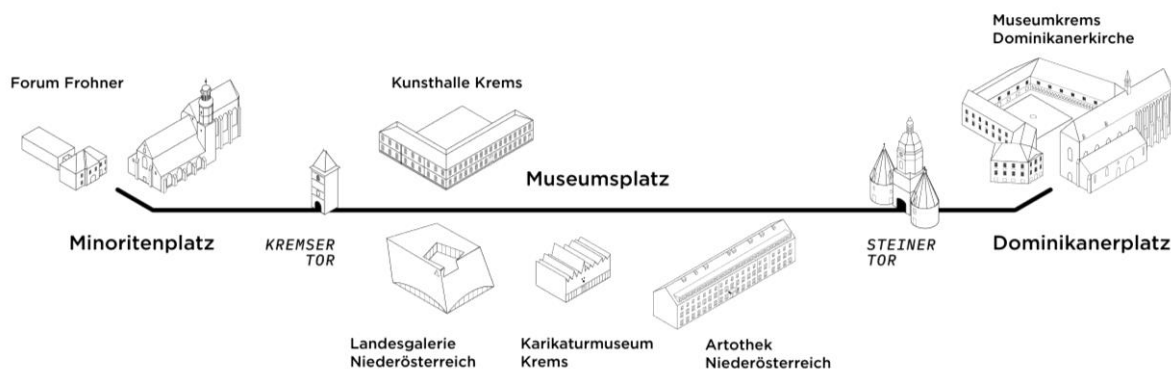 Museumkrems
Dominikanerkirche
Forum Frohner
Kunsthalle Krems
Museumsplatz
Minoritenplatz
KREMSER
TOR
STEINER
TOR
Dominikanerplatz
Landesgalerie
Niederösterreich
Karikaturmuseum
Krems
Artothek
Niederösterreich